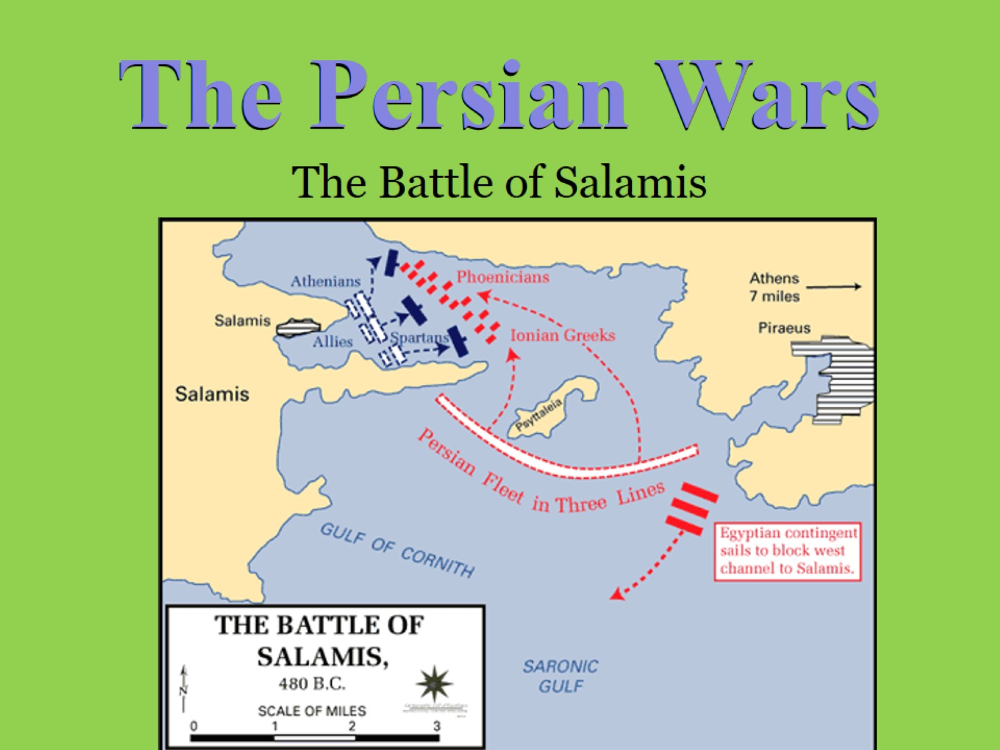 The Persian Wars
The Battle of Salamis
Phoenicians
Athenians
Athens
7 miles
Salamis
Piraeus
Allies
Spartans
Ionian Greeks
Salamis
Psyttaleia
Persian Fleet in Three Lines
GULF OF CORNITH
Egyptian contingent
sails to block west
channel to Salamis.
THE BATTLE OF
SALAMIS,
480 B.C.
N
SCALE OF MILES
0 1 2 3
SARONIC
GULF